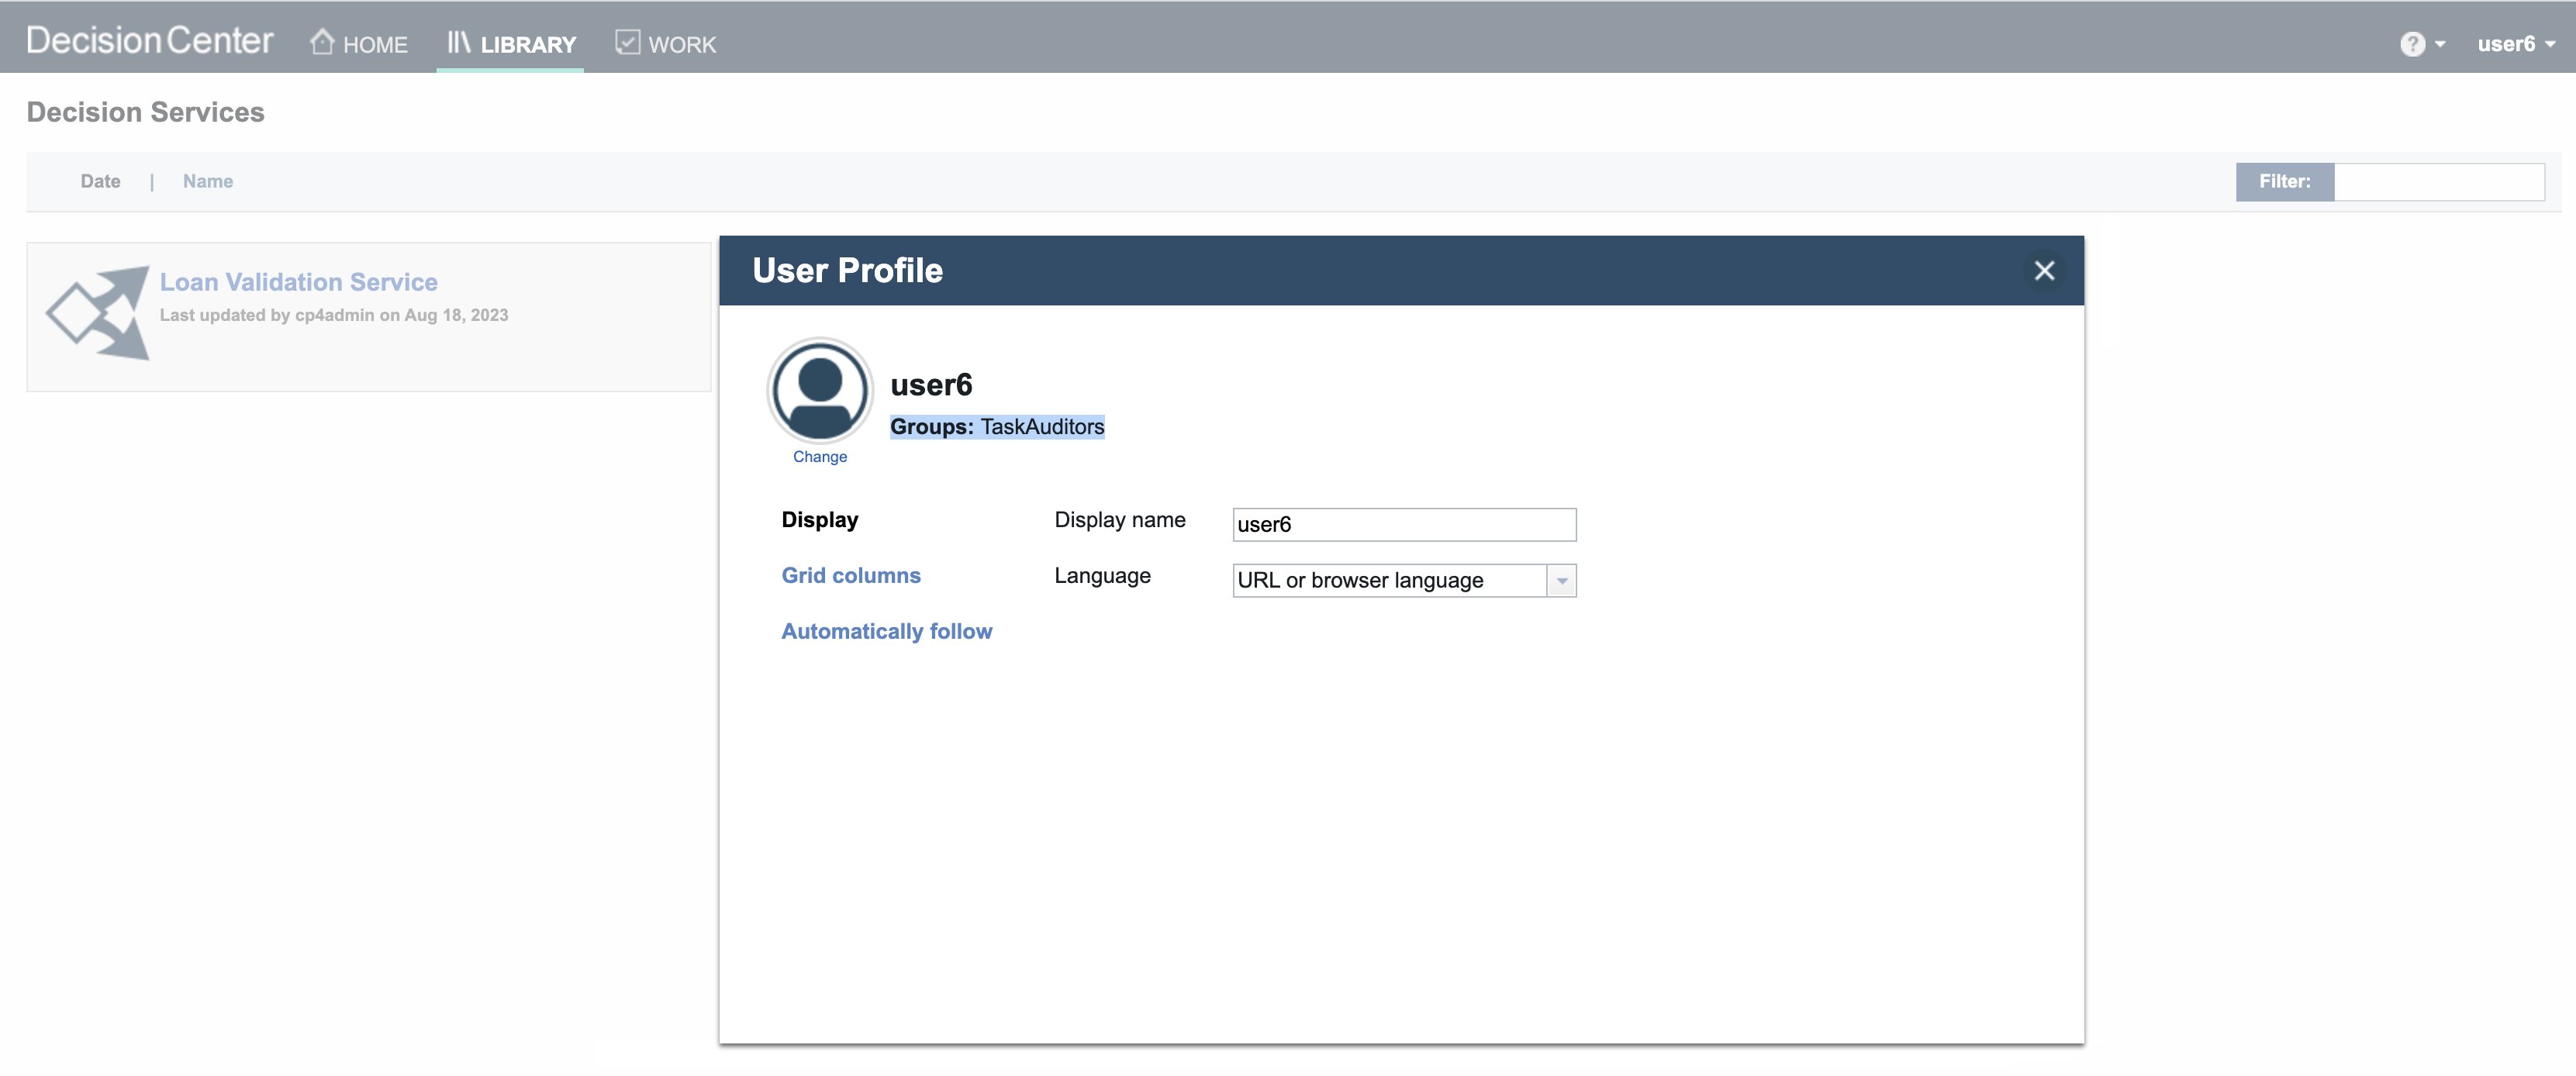 Decision Center HOME LIBRARY WORK ? user6
Decision Services
Date | Name Filter:
Loan Validation Service
Last updated by cp4admin on Aug 18, 2023
User Profile
user6
Groups: TaskAuditors
Change
Display Display name user6
Grid columns Language URL or browser language
Automatically follow